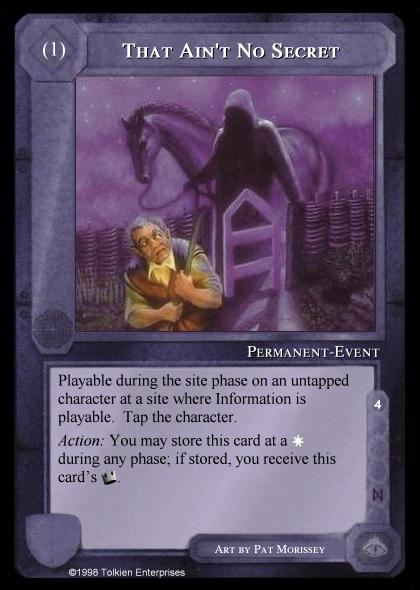 (1)
THAT AIN'T NO SECRET
PERMANENT-EVENT
Playable during the site phase on an untapped
character at a site where Information is
playable. Tap the character.
4
Action: You may store this card at a
during any phase; if stored, you receive this
card's .
ART BY PAT MORISSEY
©1998 Tolkien Enterprises